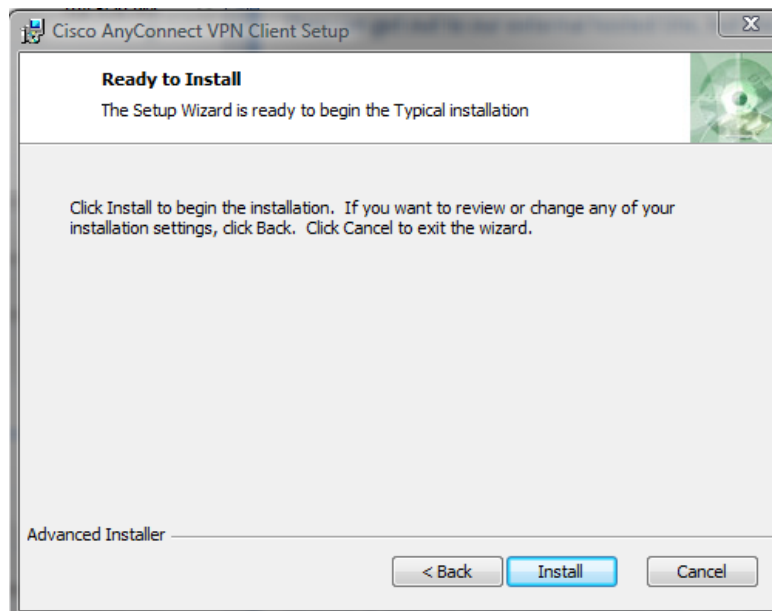 Cisco AnyConnect VPN Client Setup
Ready to Install
The Setup Wizard is ready to begin the Typical installation
Click Install to begin the installation.  If you want to review or change any of your
installation settings, click Back.  Click Cancel to exit the wizard.
Advanced Installer
< Back
Install
Cancel